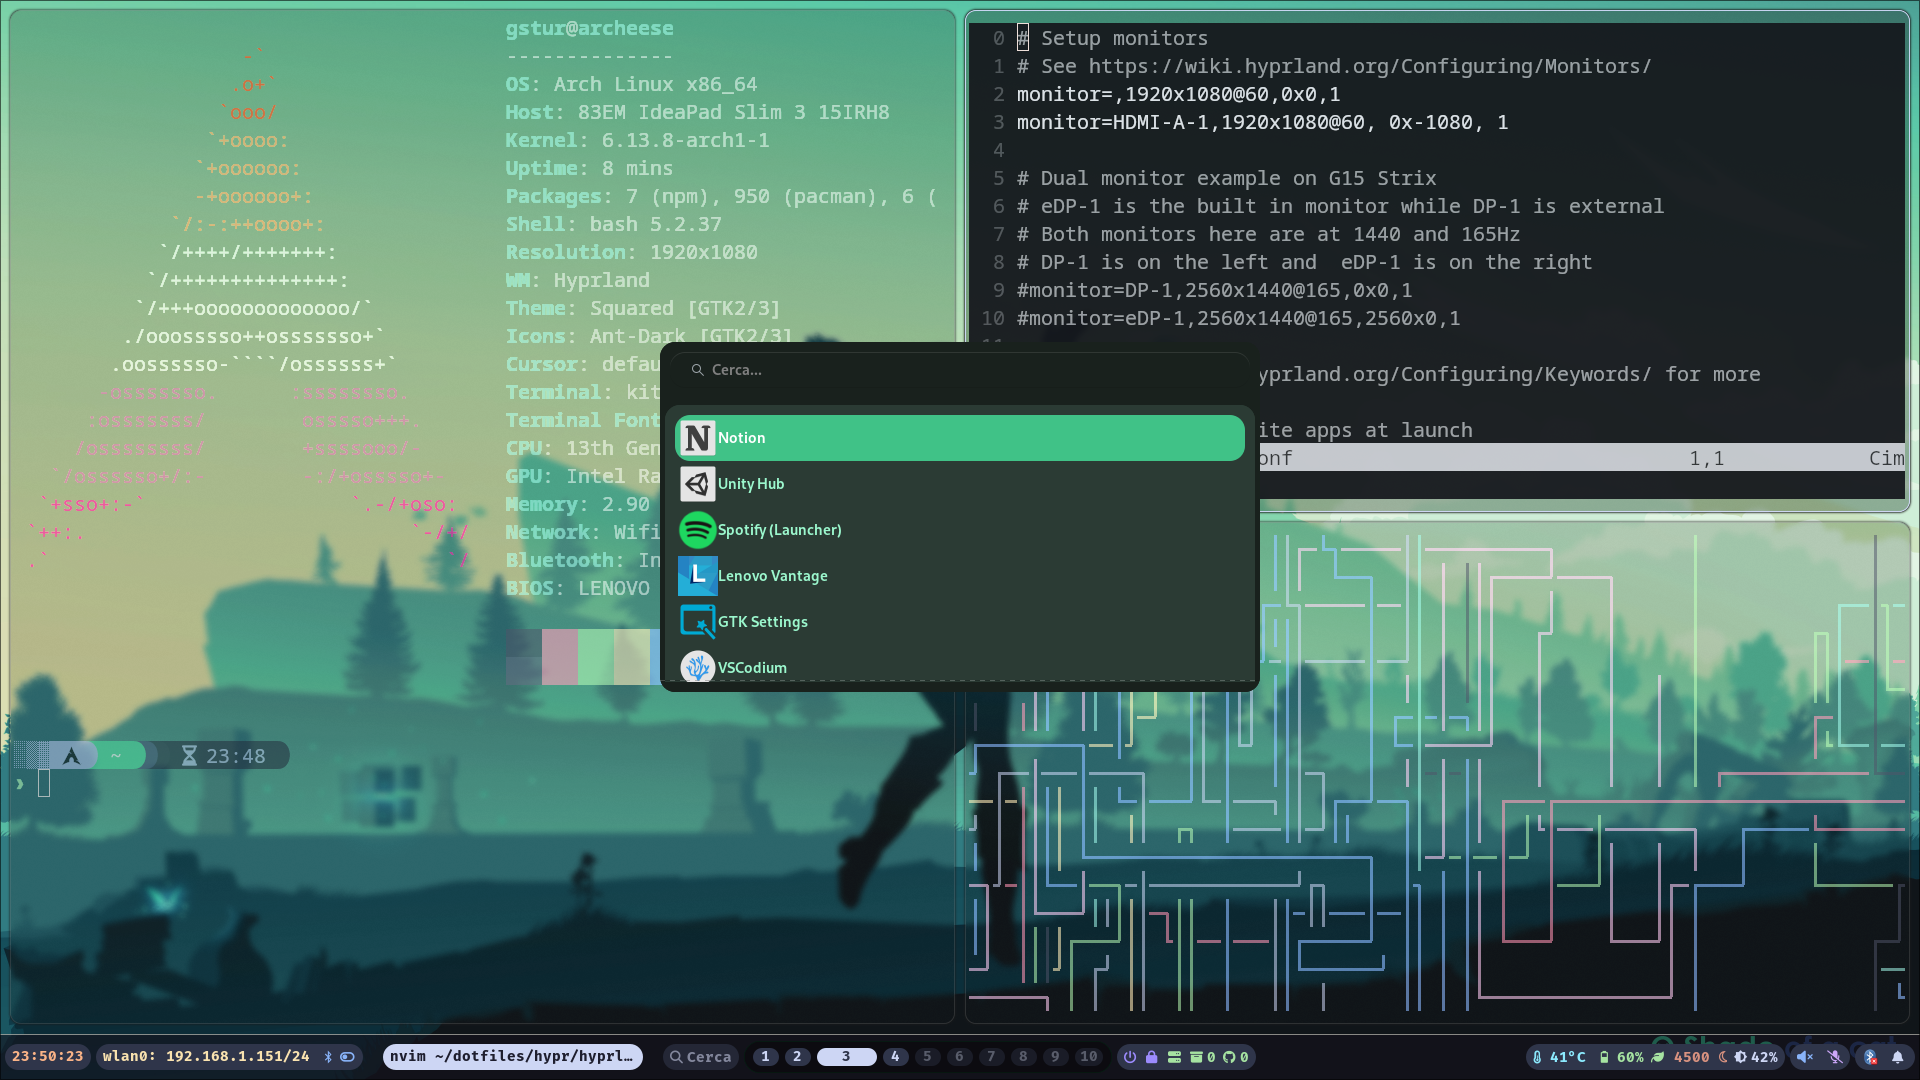 gstur@archeese
--------------
OS: Arch Linux x86_64
Host: 83EM IdeaPad Slim 3 15IRH8
Kernel: 6.13.8-arch1-1
Uptime: 8 mins
Packages: 7 (npm), 950 (pacman), 6 (
Shell: bash 5.2.37
Resolution: 1920x1080
WM: Hyprland
Theme: Squared [GTK2/3]
Icons: Ant-Dark [GTK2/3]
Cursor: defau
Terminal: kit
Terminal Font
CPU: 13th Gen
GPU: Intel Ra
Memory: 2.90
Network: Wifi
Bluetooth: In
BIOS: LENOVO
~ 23:48
0 # Setup monitors
1 # See https://wiki.hyprland.org/Configuring/Monitors/
2 monitor=,1920x1080@60,0x0,1
3 monitor=HDMI-A-1,1920x1080@60, 0x-1080, 1
4
5 # Dual monitor example on G15 Strix
6 # eDP-1 is the built in monitor while DP-1 is external
7 # Both monitors here are at 1440 and 165Hz
8 # DP-1 is on the left and  eDP-1 is on the right
9 #monitor=DP-1,2560x1440@165,0x0,1
10 #monitor=eDP-1,2560x1440@165,2560x0,1
11
yprland.org/Configuring/Keywords/ for more
ite apps at launch
onf 1,1 Cim
Cerca...
Notion
Unity Hub
Spotify (Launcher)
Lenovo Vantage
GTK Settings
VSCodium
23:50:23 wlan0: 192.168.1.151/24 nvim ~/dotfiles/hypr/hyprl… Cerca 1 2 3 4 5 6 7 8 9 10 0 0 41°C 60% 4500 42%